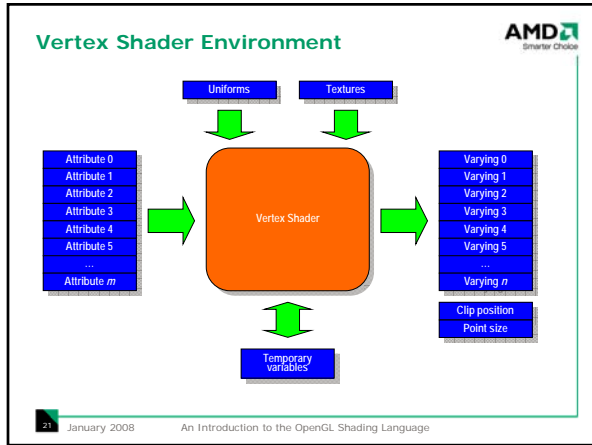 Vertex Shader Environment
AMD
Smarter Choice
Uniforms
Textures
Attribute 0
Attribute 1
Attribute 2
Attribute 3
Attribute 4
Attribute 5
...
Attribute m
Vertex Shader
Varying 0
Varying 1
Varying 2
Varying 3
Varying 4
Varying 5
...
Varying n
Clip position
Point size
Temporary
variables
21 January 2008 An Introduction to the OpenGL Shading Language